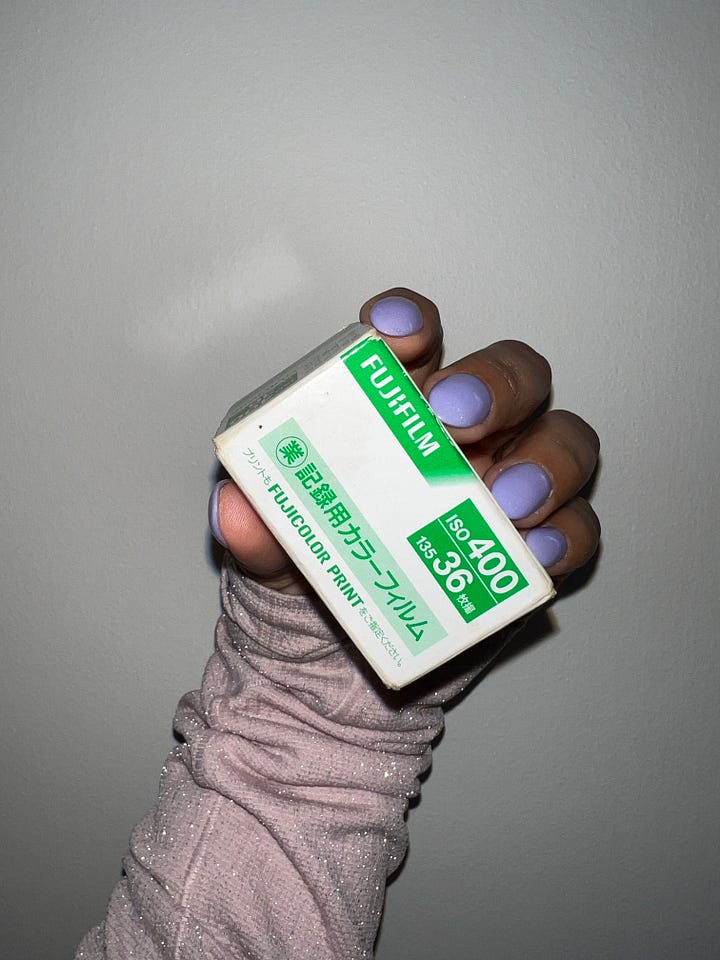 FUJIFILM
業 記録用カラーフィルム
プリントも FUJICOLOR PRINT をご指定ください。
ISO 400
135 36 枚撮